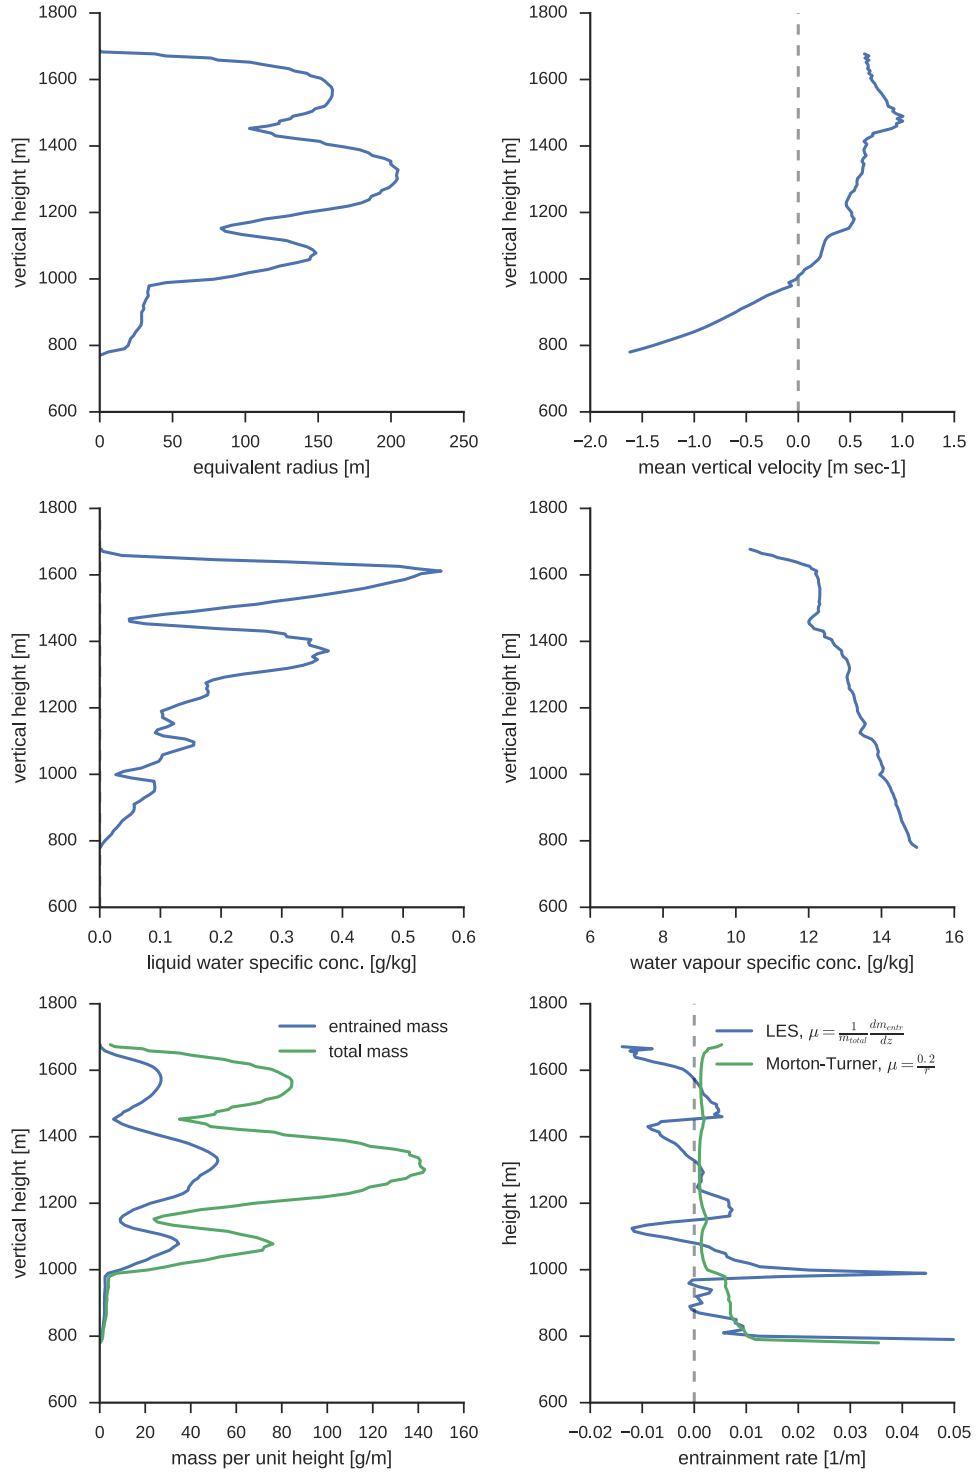 1800
1600
1400
1200
1000
800
600
vertical height [m]
0 50 100 150 200 250
equivalent radius [m]
1800
1600
1400
1200
1000
800
600
vertical height [m]
−2.0 −1.5 −1.0 −0.5 0.0 0.5 1.0 1.5
mean vertical velocity [m sec-1]
1800
1600
1400
1200
1000
800
600
vertical height [m]
0.0 0.1 0.2 0.3 0.4 0.5 0.6
liquid water specific conc. [g/kg]
1800
1600
1400
1200
1000
800
600
vertical height [m]
6 8 10 12 14 16
water vapour specific conc. [g/kg]
1800
1600
1400
1200
1000
800
600
vertical height [m]
entrained mass
total mass
0 20 40 60 80 100 120 140 160
mass per unit height [g/m]
1800
1600
1400
1200
1000
800
600
height [m]
LES, μ = 1/m_total dm_entr/dz
Morton-Turner, μ = 0.2/r
−0.02 −0.01 0.00 0.01 0.02 0.03 0.04 0.05
entrainment rate [1/m]